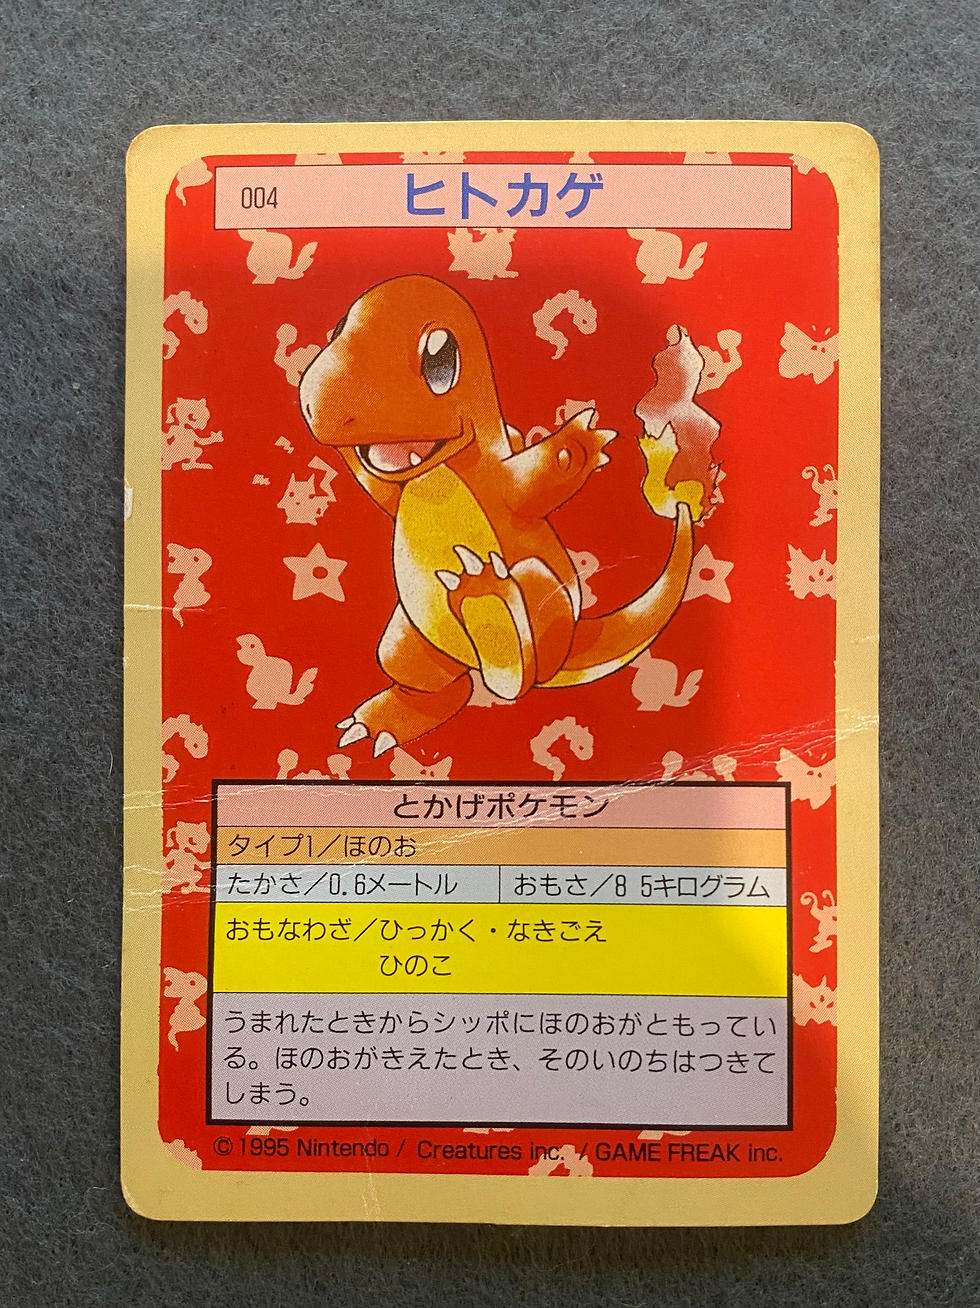 004 ヒトカゲ
とかげポケモン
タイプ1／ほのお
たかさ／0.6メートル おもさ／8 5キログラム
おもなわざ／ひっかく・なきごえ
ひのこ
うまれたときからシッポにほのおがともってい
る。ほのおがきえたとき、そのいのちはつきて
しまう。
© 1995 Nintendo / Creatures inc. / GAME FREAK inc.